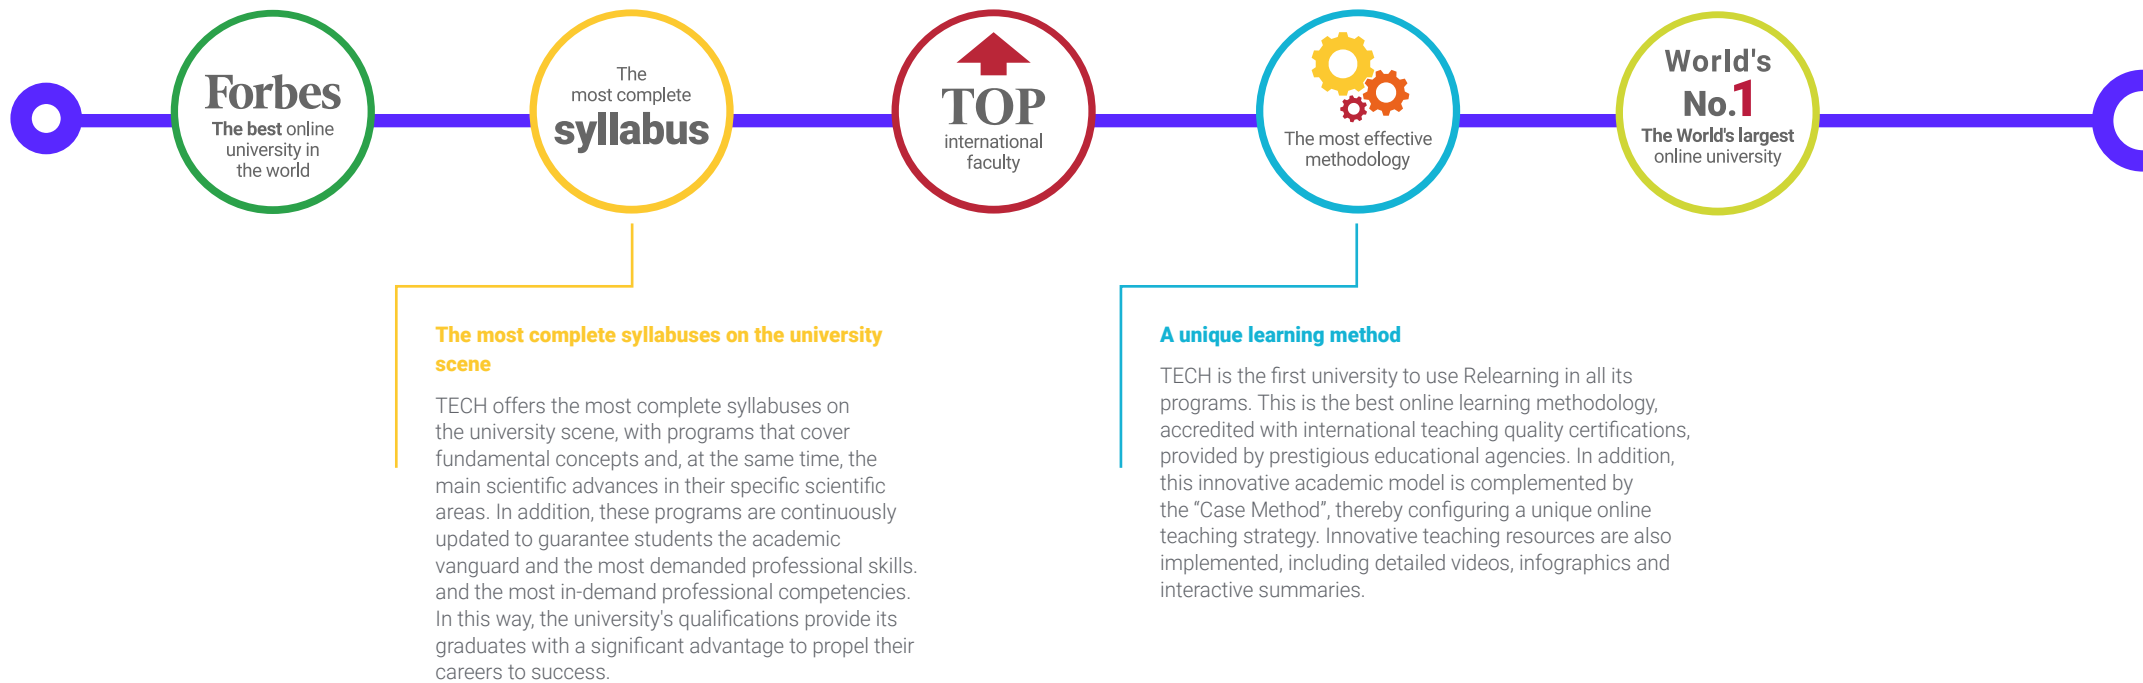 Forbes
The best online
university in
the world
The
most complete
syllabus
TOP
international
faculty
The most effective
methodology
World's
No.1
The World's largest
online university
The most complete syllabuses on the university
scene
TECH offers the most complete syllabuses on
the university scene, with programs that cover
fundamental concepts and, at the same time, the
main scientific advances in their specific scientific
areas. In addition, these programs are continuously
updated to guarantee students the academic
vanguard and the most demanded professional skills.
and the most in-demand professional competencies.
In this way, the university's qualifications provide its
graduates with a significant advantage to propel their
careers to success.
A unique learning method
TECH is the first university to use Relearning in all its
programs. This is the best online learning methodology,
accredited with international teaching quality certifications,
provided by prestigious educational agencies. In addition,
this innovative academic model is complemented by
the “Case Method”, thereby configuring a unique online
teaching strategy. Innovative teaching resources are also
implemented, including detailed videos, infographics and
interactive summaries.